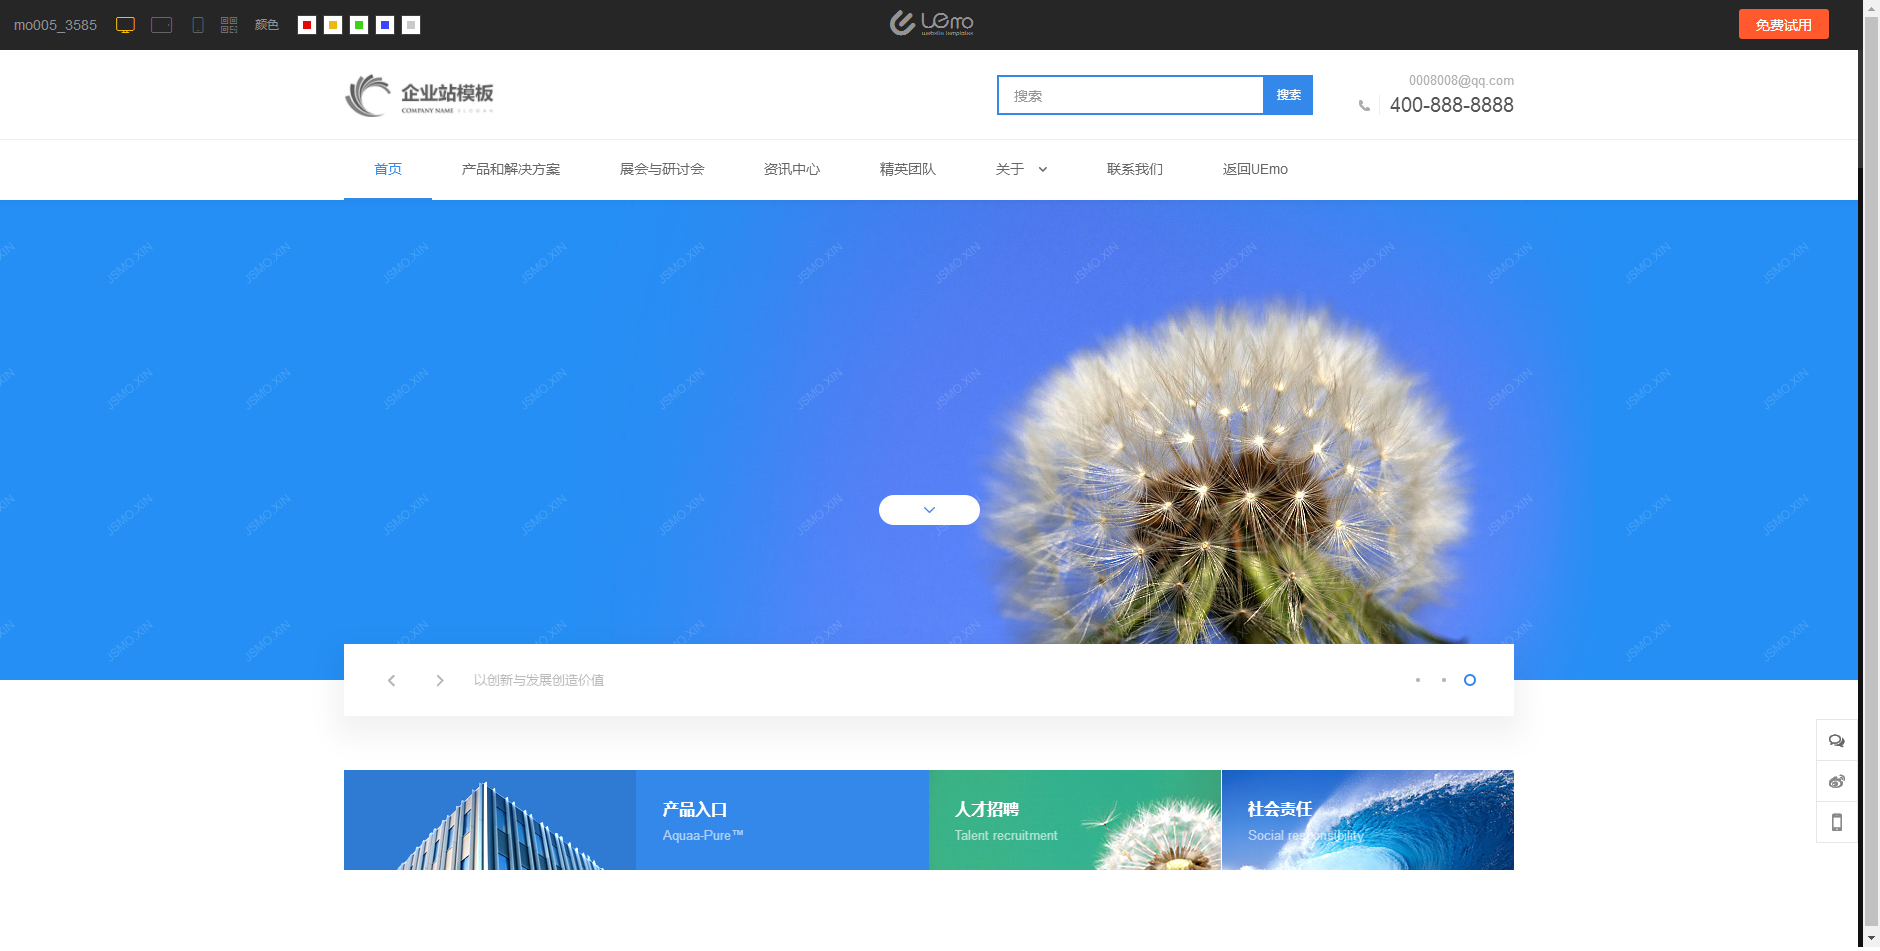 mo005_3585
颜色
UEmo
website templates
免费试用
企业站模板
COMPANY NAME SLOGAN
搜索
搜索
0008008@qq.com
400-888-8888
首页
产品和解决方案
展会与研讨会
资讯中心
精英团队
关于
联系我们
返回UEmo
JSMO.XIN
以创新与发展创造价值
产品入口
Aquaa-Pure™
人才招聘
Talent recruitment
社会责任
Social responsibility